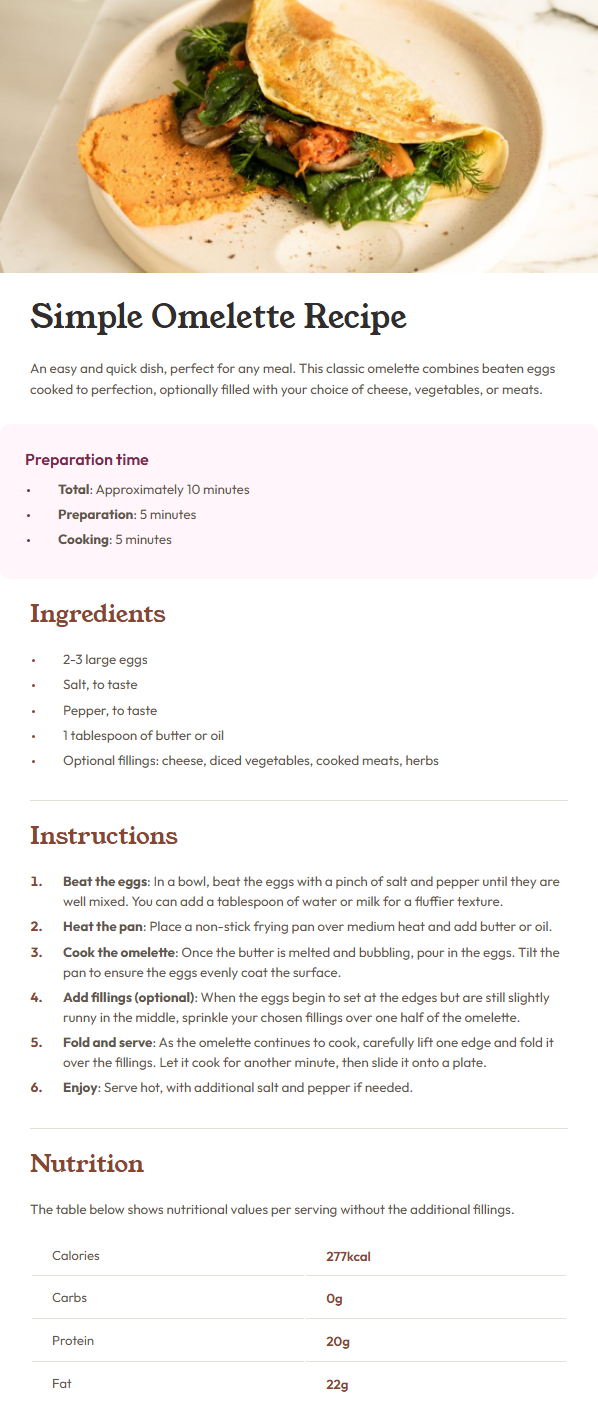 Simple Omelette Recipe
An easy and quick dish, perfect for any meal. This classic omelette combines beaten eggs
cooked to perfection, optionally filled with your choice of cheese, vegetables, or meats.
Preparation time
• Total: Approximately 10 minutes
• Preparation: 5 minutes
• Cooking: 5 minutes
Ingredients
• 2-3 large eggs
• Salt, to taste
• Pepper, to taste
• 1 tablespoon of butter or oil
• Optional fillings: cheese, diced vegetables, cooked meats, herbs
Instructions
1. Beat the eggs: In a bowl, beat the eggs with a pinch of salt and pepper until they are
well mixed. You can add a tablespoon of water or milk for a fluffier texture.
2. Heat the pan: Place a non-stick frying pan over medium heat and add butter or oil.
3. Cook the omelette: Once the butter is melted and bubbling, pour in the eggs. Tilt the
pan to ensure the eggs evenly coat the surface.
4. Add fillings (optional): When the eggs begin to set at the edges but are still slightly
runny in the middle, sprinkle your chosen fillings over one half of the omelette.
5. Fold and serve: As the omelette continues to cook, carefully lift one edge and fold it
over the fillings. Let it cook for another minute, then slide it onto a plate.
6. Enjoy: Serve hot, with additional salt and pepper if needed.
Nutrition
The table below shows nutritional values per serving without the additional fillings.
Calories 277kcal
Carbs 0g
Protein 20g
Fat 22g